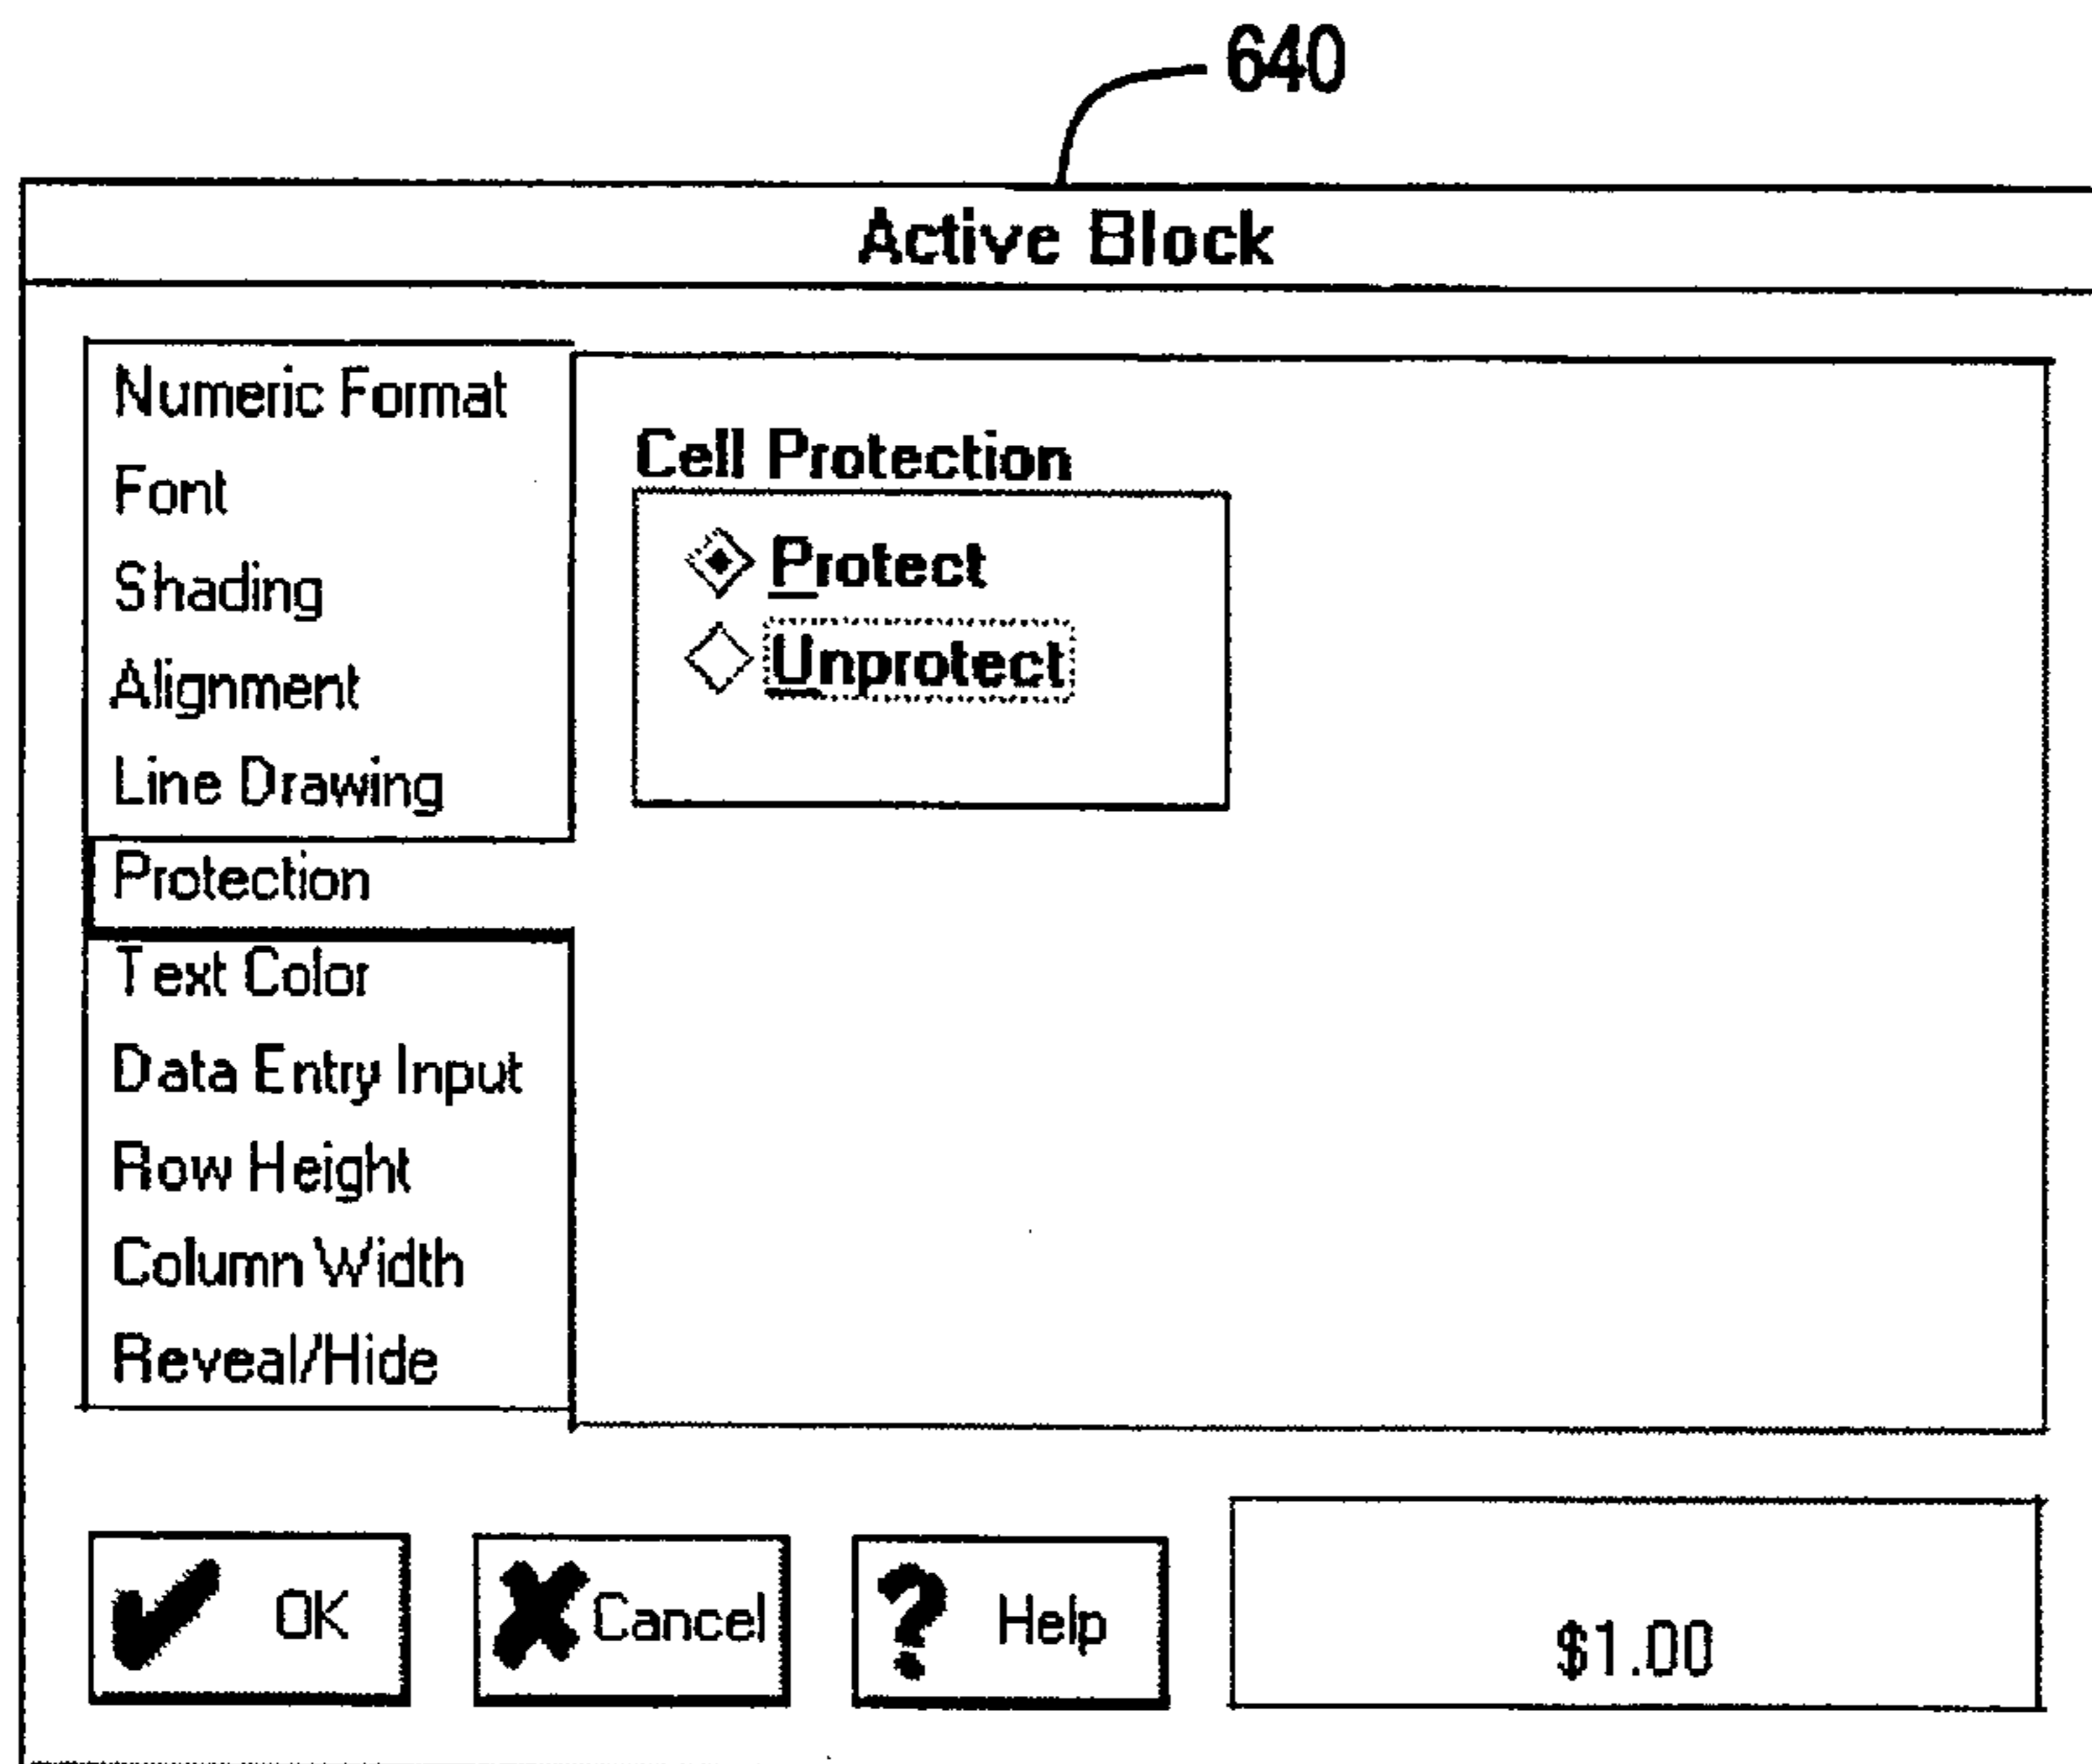 640
Active Block
Numeric Format
Font
Shading
Alignment
Line Drawing
Protection
Text Color
Data Entry Input
Row Height
Column Width
Reveal/Hide
Cell Protection
Protect
Unprotect
OK
Cancel
Help
$1.00